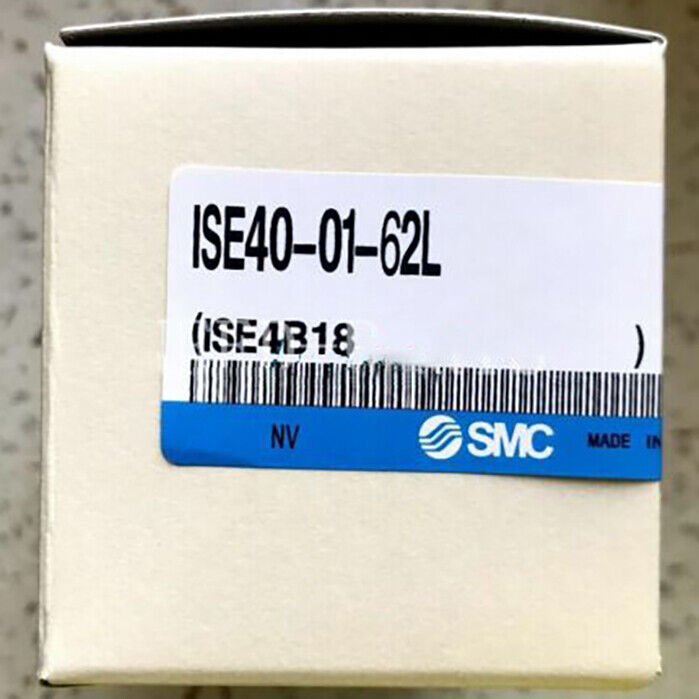 ISE40-01-62L
(ISE4B18 )
NV SMC MADE IN